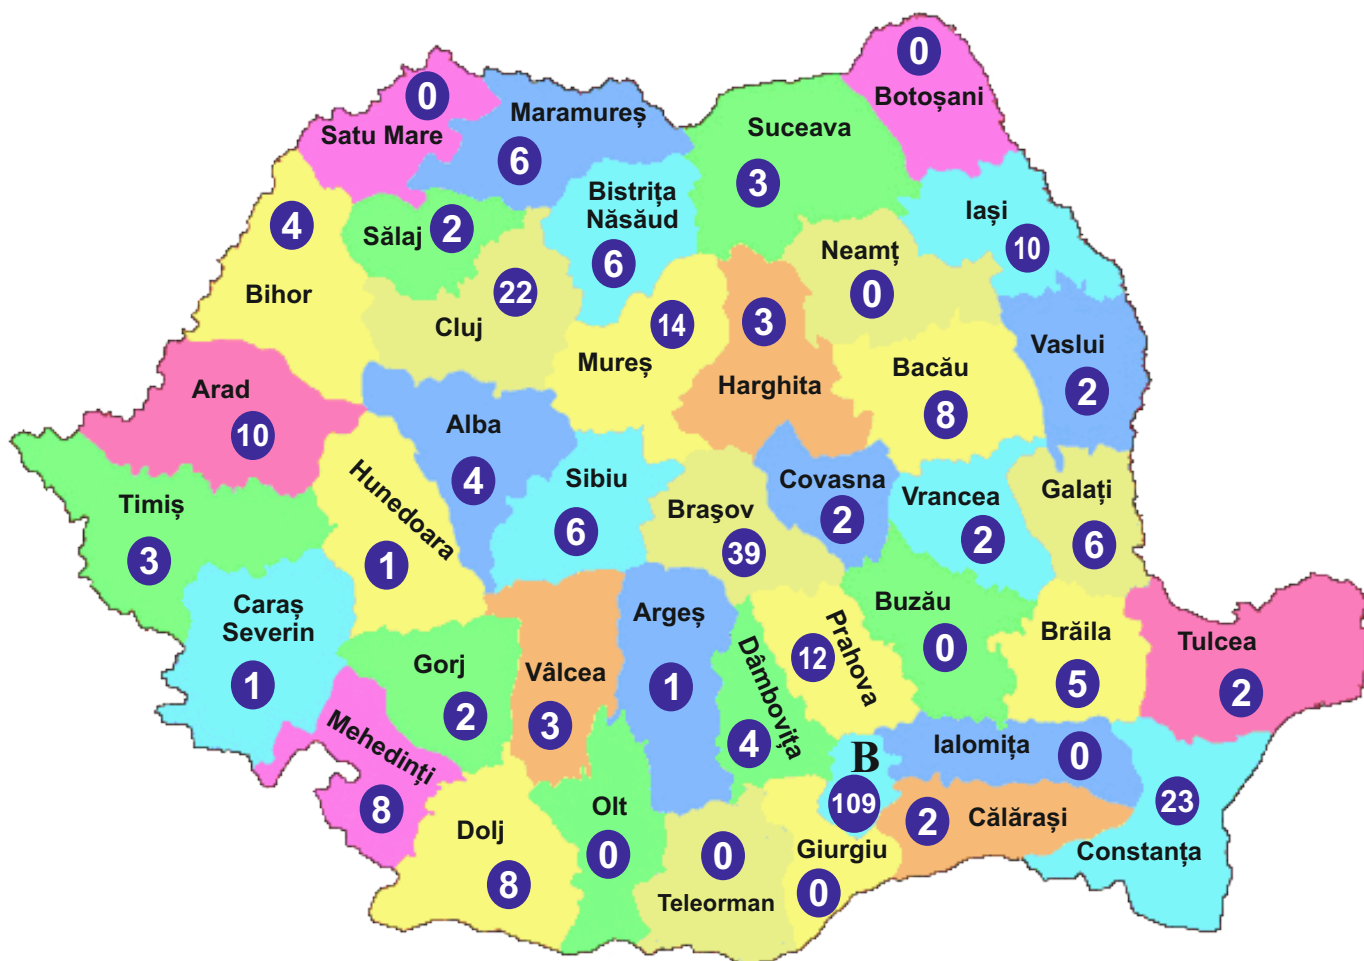 0
Botoșani
0
Satu Mare
Maramureș
6
Suceava
3
Bistrița
Năsăud
6
4
Bihor
Sălaj
2
Iași
10
Neamț
0
22
Cluj
14
Mureș
3
Harghita
Vaslui
2
Bacău
8
Arad
10
Alba
4
Hunedoara
1
Sibiu
6
Brașov
39
Covasna
2
Vrancea
2
Galați
6
Timiș
3
Caraș
Severin
1
Gorj
2
Vâlcea
3
Argeș
1
Dâmbovița
4
Prahova
12
Buzău
0
Brăila
5
Tulcea
2
Mehedinți
8
Dolj
8
Olt
0
0
Teleorman
Giurgiu
0
B
109
Ialomița
0
2
Călărași
23
Constanța